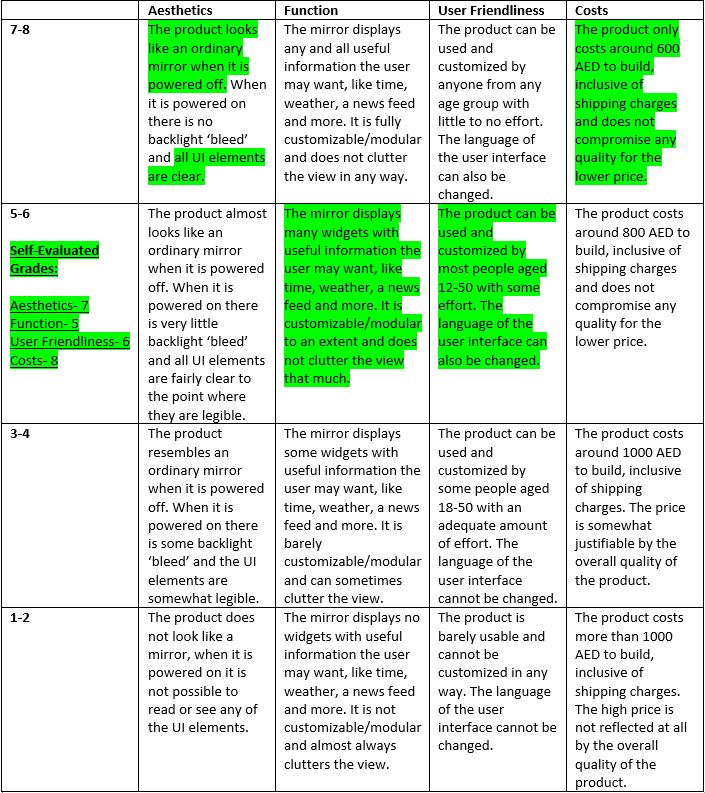 Aesthetics
Function
User Friendliness
Costs
7-8
The product looks
like an ordinary
mirror when it is
powered off. When
it is powered on
there is no
backlight ‘bleed’
and all UI elements
are clear.
The mirror displays
any and all useful
information the user
may want, like time,
weather, a news feed
and more. It is fully
customizable/modular
and does not clutter
the view in any way.
The product can be
used and
customized by
anyone from any
age group with
little to no effort.
The language of
the user interface
can also be
changed.
The product only
costs around 600
AED to build,
inclusive of
shipping charges
and does not
compromise any
quality for the
lower price.
5-6
Self-Evaluated
Grades:
Aesthetics- 7
Function- 5
User Friendliness- 6
Costs- 8
The product almost
looks like an
ordinary mirror
when it is powered
off. When it is
powered on there
is very little
backlight ‘bleed’
and all UI elements
are fairly clear to
the point where
they are legible.
The mirror displays
many widgets with
useful information the
user may want, like
time, weather, a news
feed and more. It is
customizable/modular
to an extent and does
not clutter the view
that much.
The product can be
used and
customized by
most people aged
12-50 with some
effort. The
language of the
user interface can
also be changed.
The product costs
around 800 AED to
build, inclusive of
shipping charges
and does not
compromise any
quality for the
lower price.
3-4
The product
resembles an
ordinary mirror
when it is powered
off. When it is
powered on there
is some backlight
‘bleed’ and the UI
elements are
somewhat legible.
The mirror displays
some widgets with
useful information the
user may want, like
time, weather, a news
feed and more. It is
barely
customizable/modular
and can sometimes
clutter the view.
The product can be
used and
customized by
some people aged
18-50 with an
adequate amount
of effort. The
language of the
user interface
cannot be changed.
The product costs
around 1000 AED
to build, inclusive
of shipping
charges. The price
is somewhat
justifiable by the
overall quality of
the product.
1-2
The product does
not look like a
mirror, when it is
powered on it is
not possible to
read or see any of
the UI elements.
The mirror displays no
widgets with useful
information the user
may want, like time,
weather, a news feed
and more. It is not
customizable/modular
and almost always
clutters the view.
The product is
barely usable and
cannot be
customized in any
way. The language
of the user
interface cannot be
changed.
The product costs
more than 1000
AED to build,
inclusive of
shipping charges.
The high price is
not reflected at all
by the overall
quality of the
product.